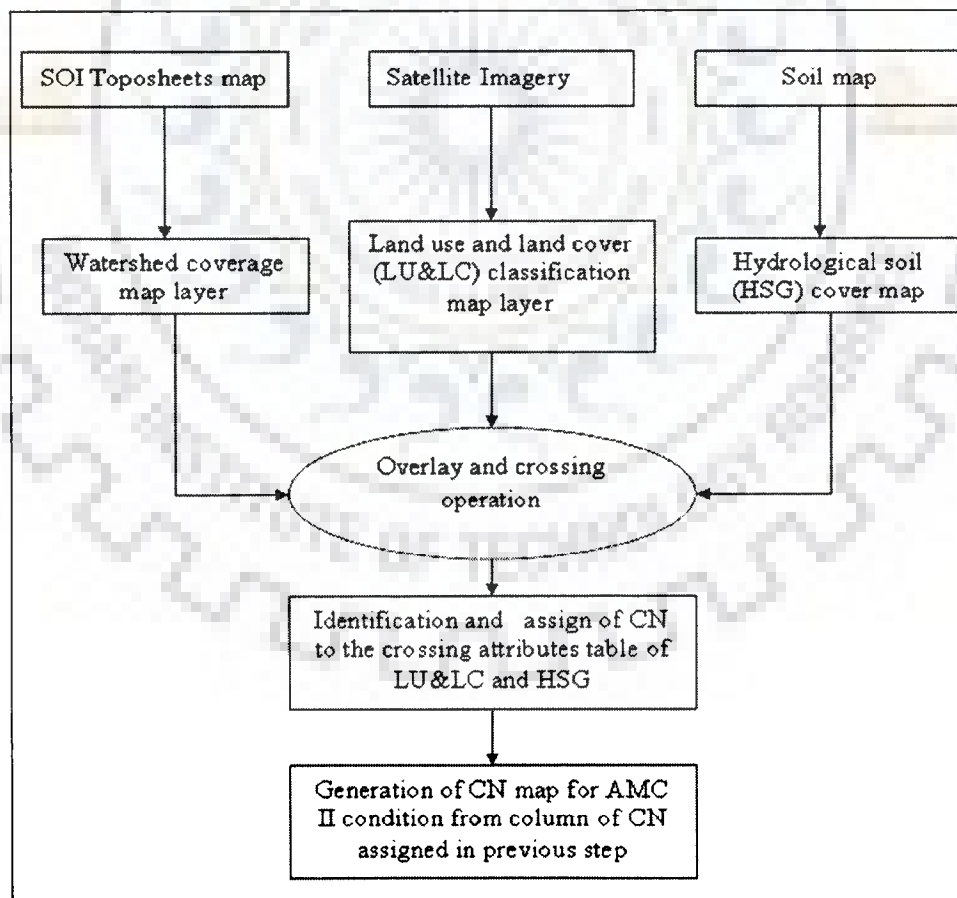 SOI Toposheets map
Satellite Imagery
Soil map
Watershed coverage
map layer
Land use and land cover
(LU&LC) classification
map layer
Hydrological soil
(HSG) cover map
Overlay and crossing
operation
Identification and assign of CN
to the crossing attributes table of
LU&LC and HSG
Generation of CN map for AMC
II condition from column of CN
assigned in previous step